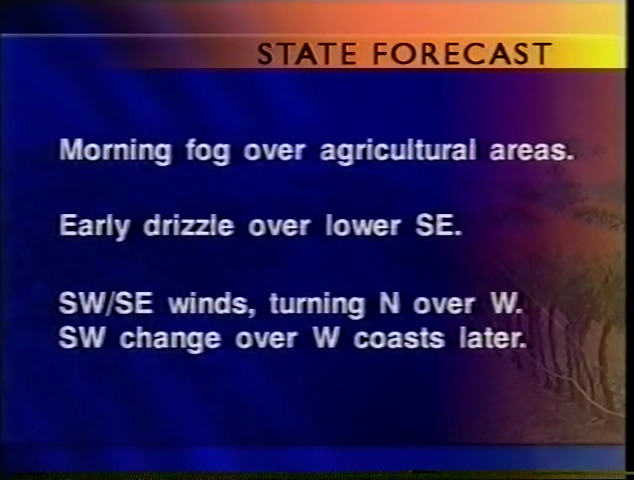 STATE FORECAST
Morning fog over agricultural areas.
Early drizzle over lower SE.
SW/SE winds, turning N over W.
SW change over W coasts later.